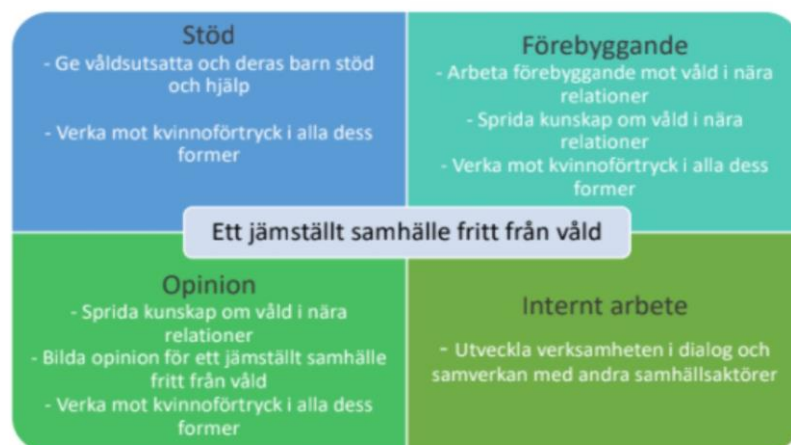 Stöd
- Ge våldsutsatta och deras barn stöd
och hjälp
- Verka mot kvinnoförtryck i alla dess
former
Förebyggande
- Arbeta förebyggande mot våld i nära
relationer
- Sprida kunskap om våld i nära
relationer
- Verka mot kvinnoförtryck i alla dess
former
Ett jämställt samhälle fritt från våld
Opinion
- Sprida kunskap om våld i nära
relationer
- Bilda opinion för ett jämställt samhälle
fritt från våld
- Verka mot kvinnoförtryck i alla dess
former
Internt arbete
- Utveckla verksamheten i dialog och
samverkan med andra samhällsaktörer